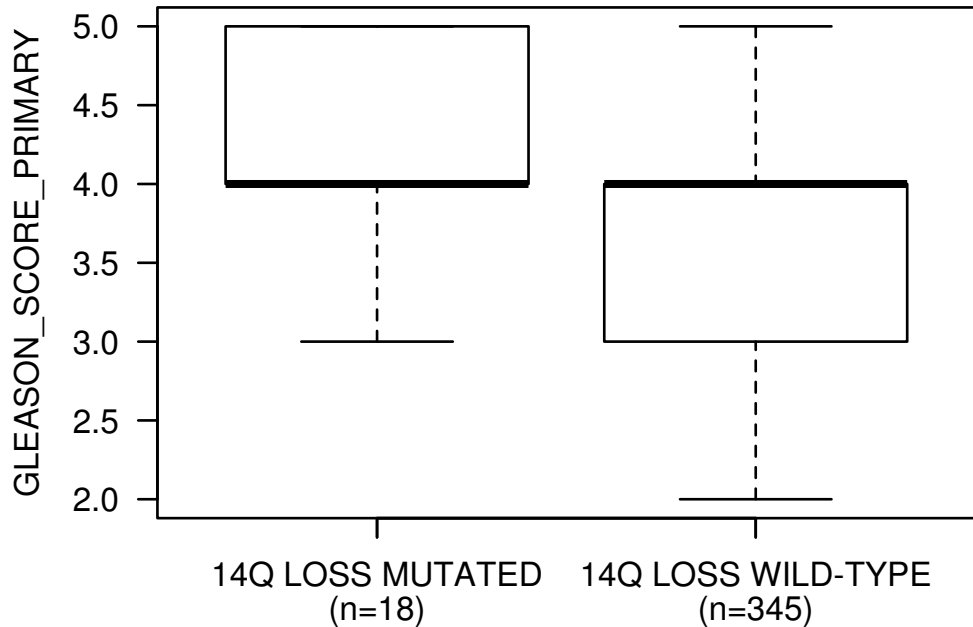 GLEASON_SCORE_PRIMARY
5.0
4.5
4.0
3.5
3.0
2.5
2.0
14Q LOSS MUTATED
(n=18)
14Q LOSS WILD-TYPE
(n=345)